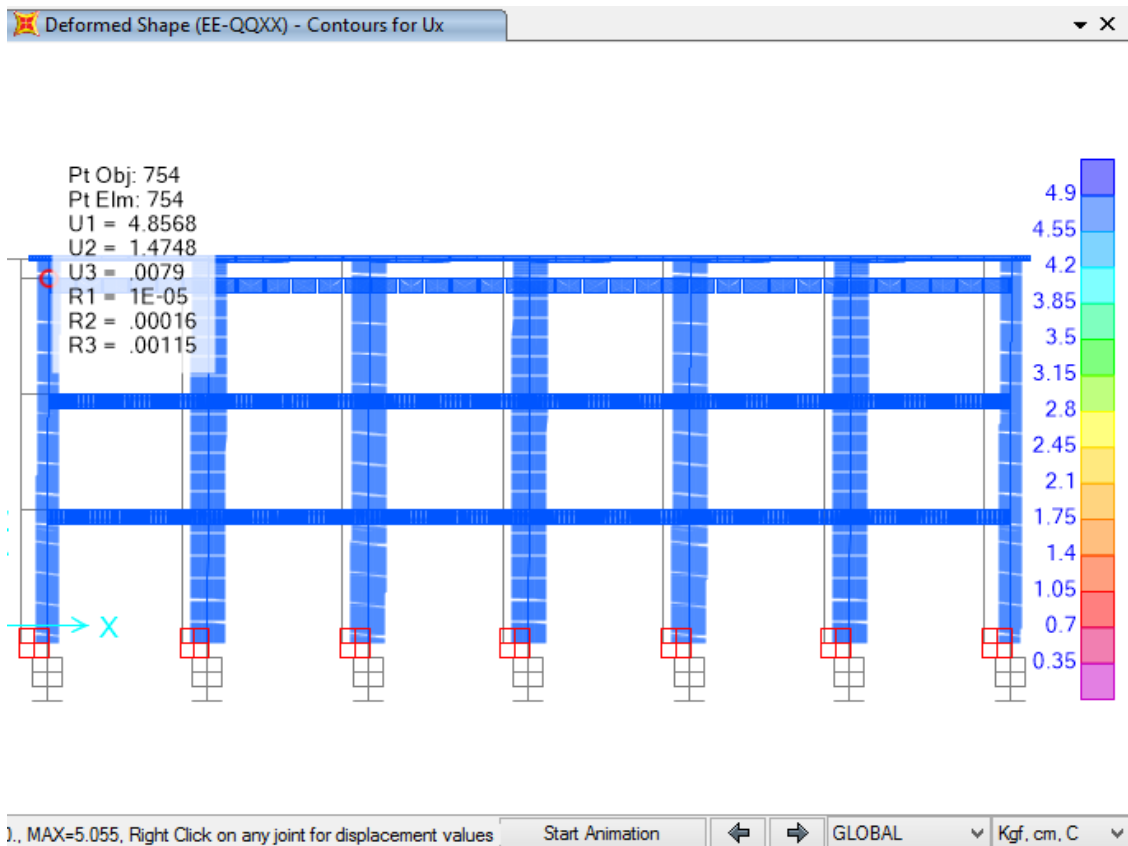 Deformed Shape (EE-QQXX) - Contours for Ux
Pt Obj: 754
Pt Elm: 754
U1 = 4.8568
U2 = 1.4748
U3 = .0079
R1 = 1E-05
R2 = .00016
R3 = .00115
4.9
4.55
4.2
3.85
3.5
3.15
2.8
2.45
2.1
1.75
1.4
1.05
0.7
0.35
X
0., MAX=5.055, Right Click on any joint for displacement values
Start Animation
GLOBAL
Kgf, cm, C